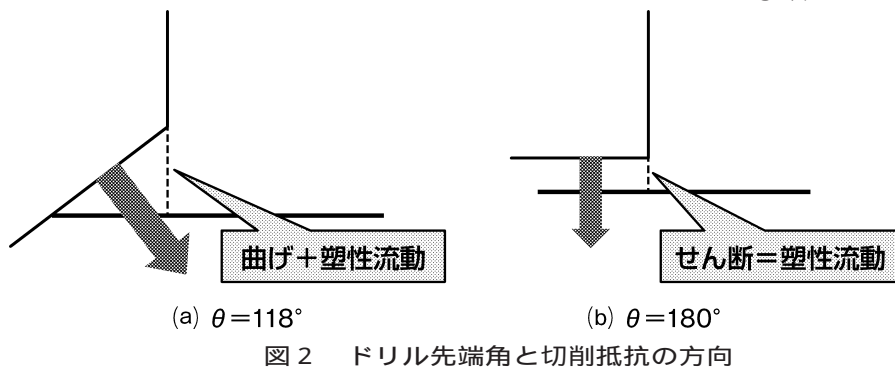 曲げ+塑性流動
せん断=塑性流動
(a) θ=118°
(b) θ=180°
図2 ドリル先端角と切削抵抗の方向